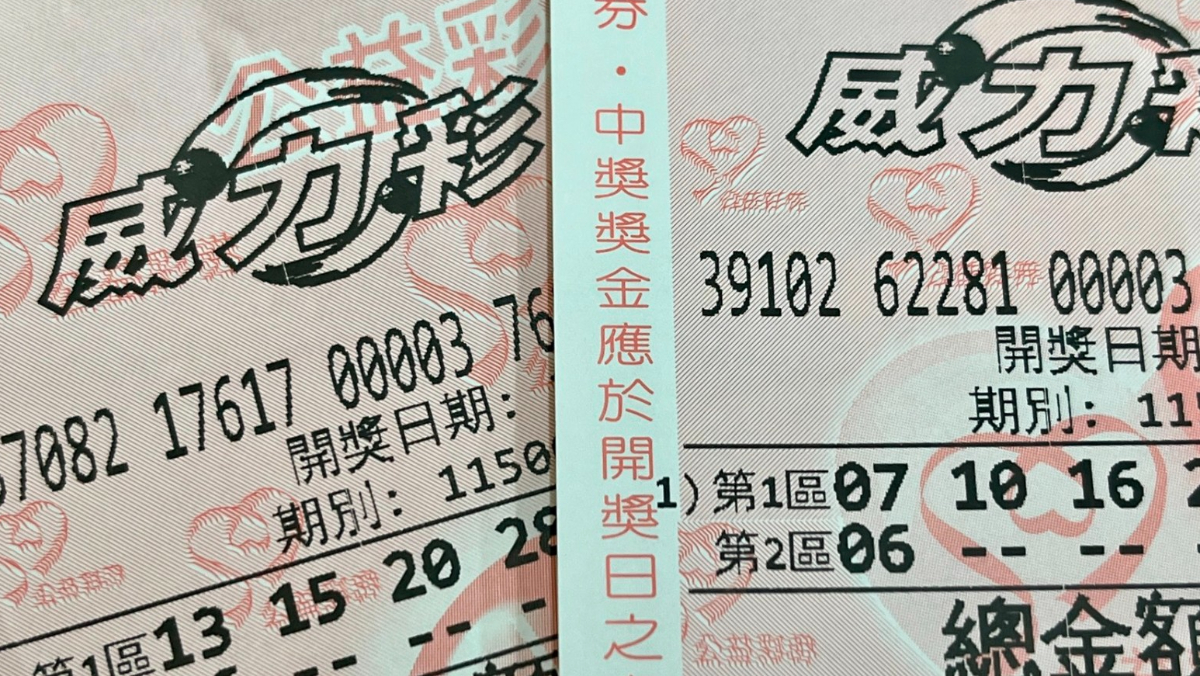 公益彩
威力彩
7082 17617 00003 76
開獎日期:
期別: 1150
第1區 13 15 20 28
-- -- -
券・中獎獎金應於開獎日之
威力彩
39102 62281 00003
開獎日期
期別: 11
1) 第1區 07 10 16
第2區 06 -- -- -
總金額